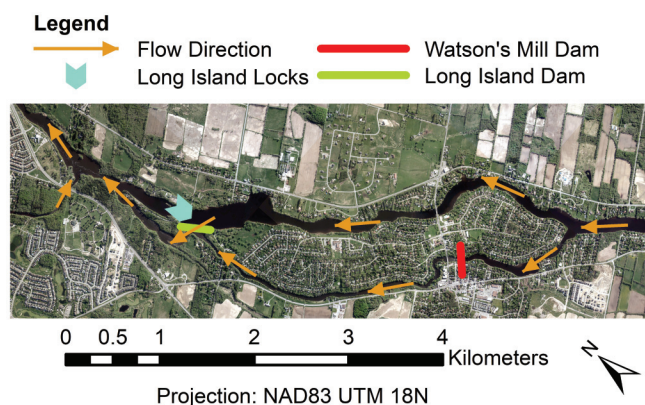 Legend
Flow Direction
Watson's Mill Dam
Long Island Locks
Long Island Dam
0 0.5 1 2 3 4
Kilometers
N
Projection: NAD83 UTM 18N